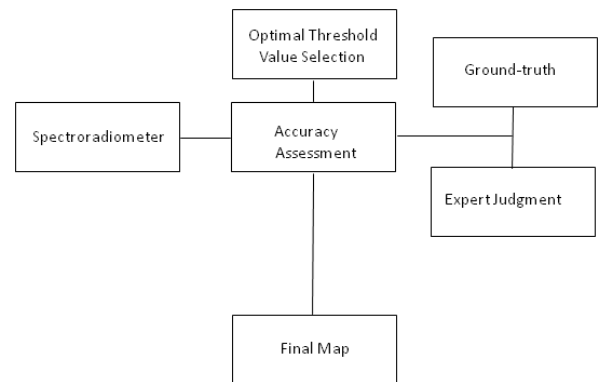 Optimal Threshold
Value Selection
Ground-truth
Spectroradiometer
Accuracy
Assessment
Expert Judgment
Final Map